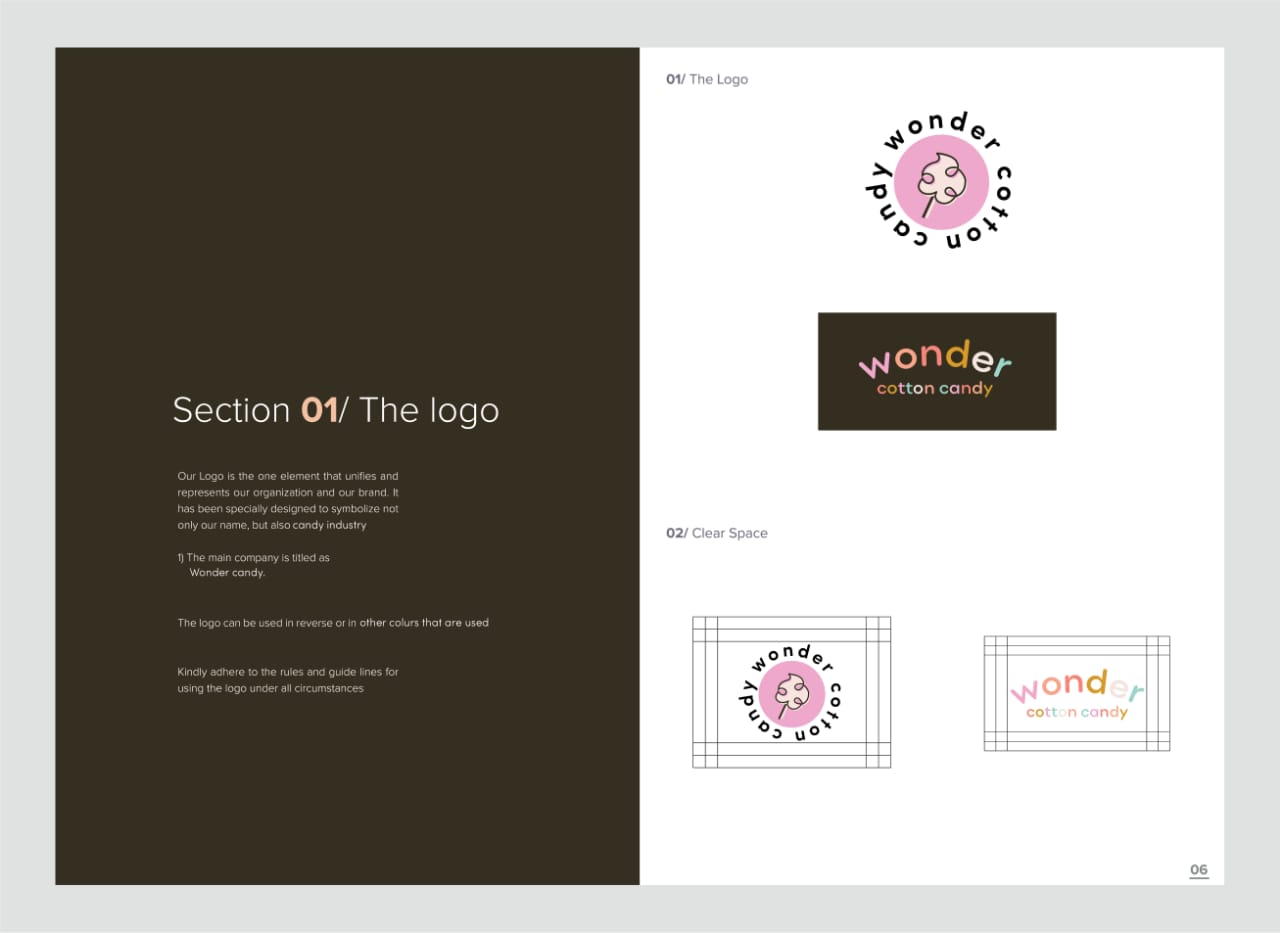 Section 01/ The logo
Our Logo is the one element that unifies and
represents our organization and our brand. It
has been specially designed to symbolize not
only our name, but also candy industry
1) The main company is titled as
Wonder candy.
The logo can be used in reverse or in other colurs that are used
Kindly adhere to the rules and guide lines for
using the logo under all circumstances
01/ The Logo
wonder cotton candy
wonder
cotton candy
02/ Clear Space
wonder cotton candy
wonder
cotton candy
06